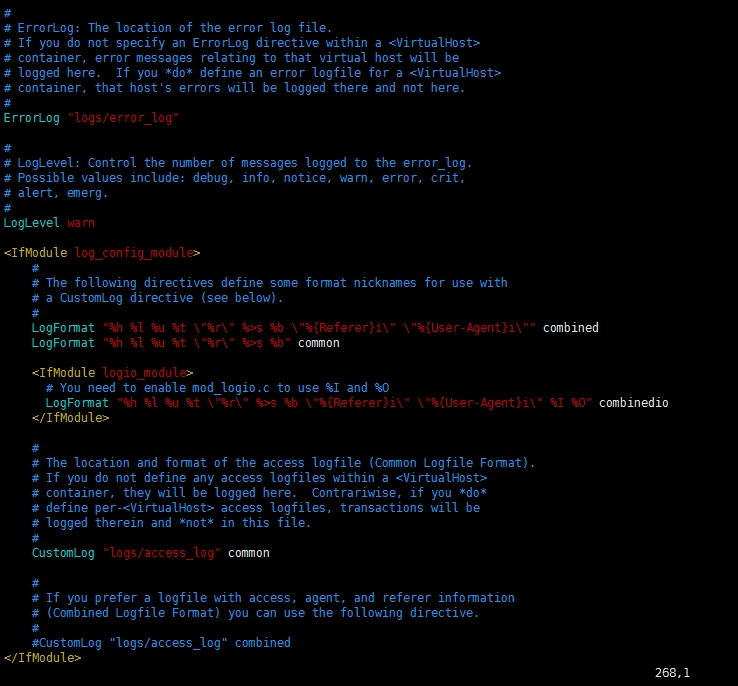 #
# ErrorLog: The location of the error log file.
# If you do not specify an ErrorLog directive within a <VirtualHost>
# container, error messages relating to that virtual host will be
# logged here.  If you *do* define an error logfile for a <VirtualHost>
# container, that host's errors will be logged there and not here.
#
ErrorLog "logs/error_log"

#
# LogLevel: Control the number of messages logged to the error_log.
# Possible values include: debug, info, notice, warn, error, crit,
# alert, emerg.
#
LogLevel warn

<IfModule log_config_module>
    #
    # The following directives define some format nicknames for use with
    # a CustomLog directive (see below).
    #
    LogFormat "%h %l %u %t \"%r\" %>s %b \"%{Referer}i\" \"%{User-Agent}i\"" combined
    LogFormat "%h %l %u %t \"%r\" %>s %b" common

    <IfModule logio_module>
      # You need to enable mod_logio.c to use %I and %O
      LogFormat "%h %l %u %t \"%r\" %>s %b \"%{Referer}i\" \"%{User-Agent}i\" %I %O" combinedio
    </IfModule>

    #
    # The location and format of the access logfile (Common Logfile Format).
    # If you do not define any access logfiles within a <VirtualHost>
    # container, they will be logged here.  Contrariwise, if you *do*
    # define per-<VirtualHost> access logfiles, transactions will be
    # logged therein and *not* in this file.
    #
    CustomLog "logs/access_log" common

    #
    # If you prefer a logfile with access, agent, and referer information
    # (Combined Logfile Format) you can use the following directive.
    #
    #CustomLog "logs/access_log" combined
</IfModule>
268,1